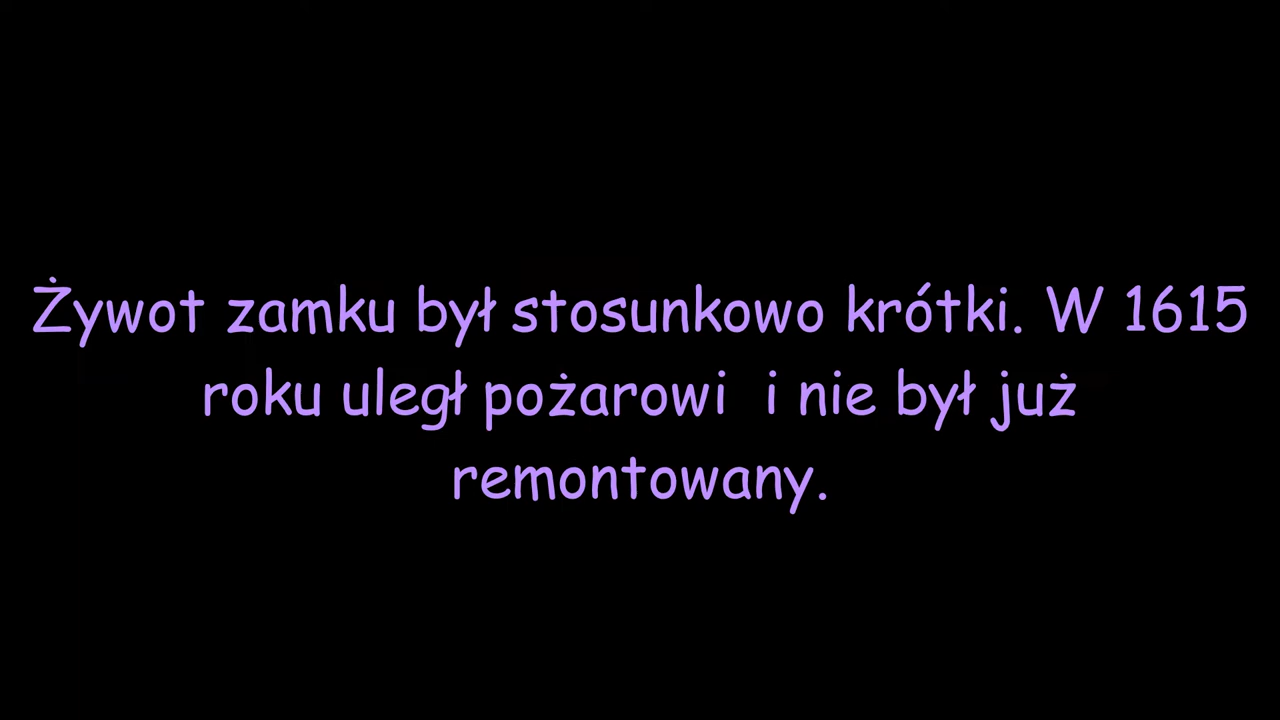 Żywot zamku był stosunkowo krótki. W 1615
roku uległ pożarowi  i nie był już
remontowany.